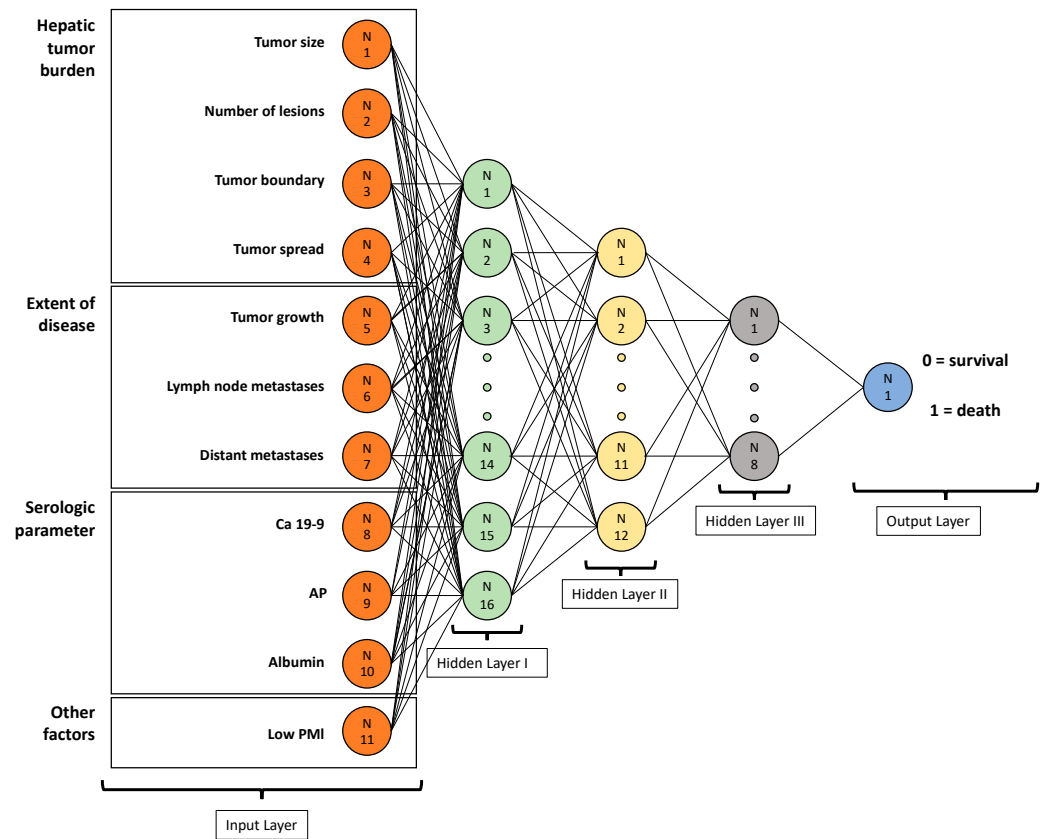 Hepatic
tumor
burden
Tumor size
N
1
Number of lesions
N
2
Tumor boundary
N
3
Tumor spread
N
4
Extent of
disease
Tumor growth
N
5
Lymph node metastases
N
6
Distant metastases
N
7
Serologic
parameter
Ca 19-9
N
8
AP
N
9
Albumin
N
10
Other
factors
Low PMI
N
11
Input Layer
N
1
N
2
N
3
N
14
N
15
N
16
Hidden Layer I
N
1
N
2
N
11
N
12
Hidden Layer II
N
1
N
8
Hidden Layer III
N
1
0 = survival
1 = death
Output Layer